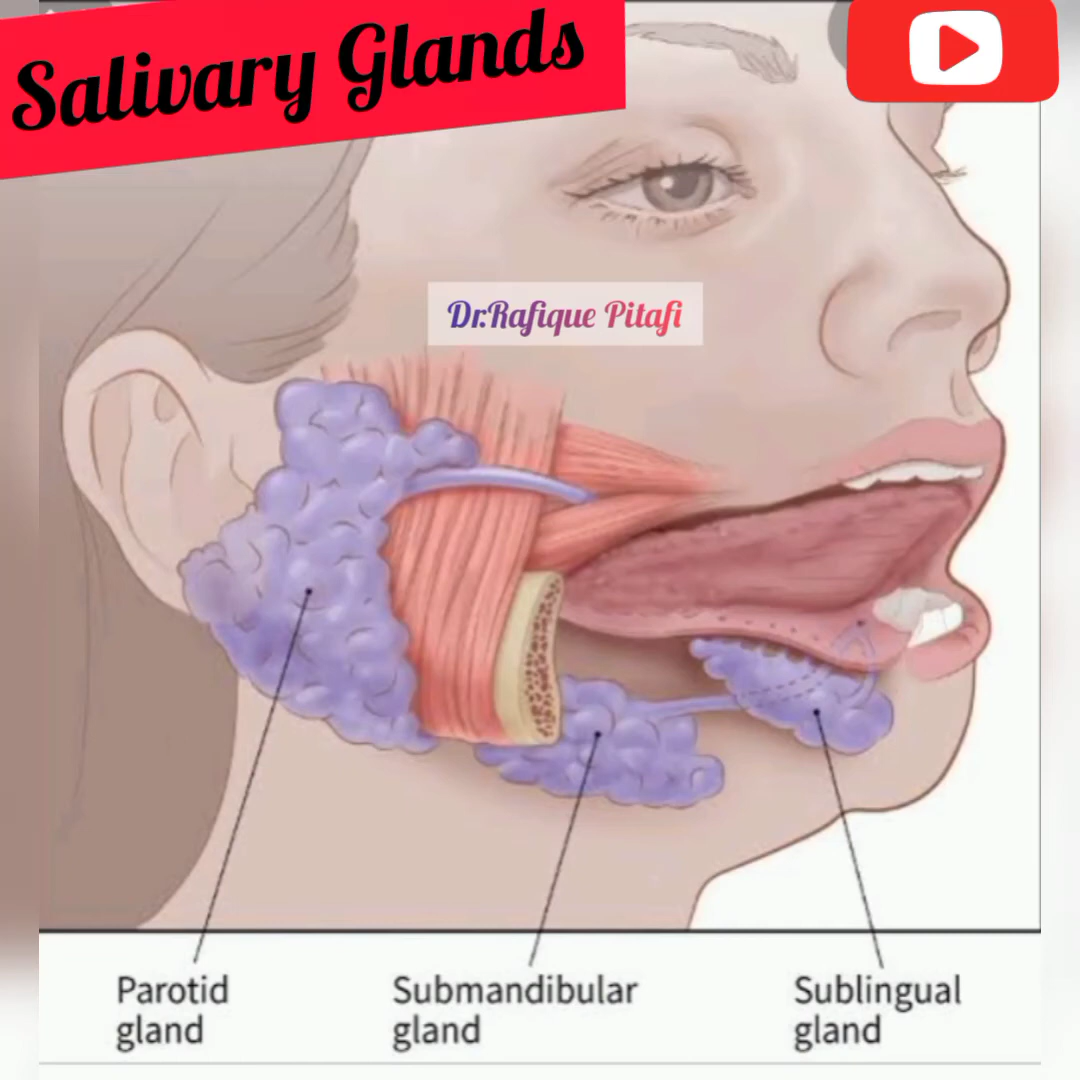 Salivary Glands
Dr.Rafique Pitafi
Parotid
gland
Submandibular
gland
Sublingual
gland